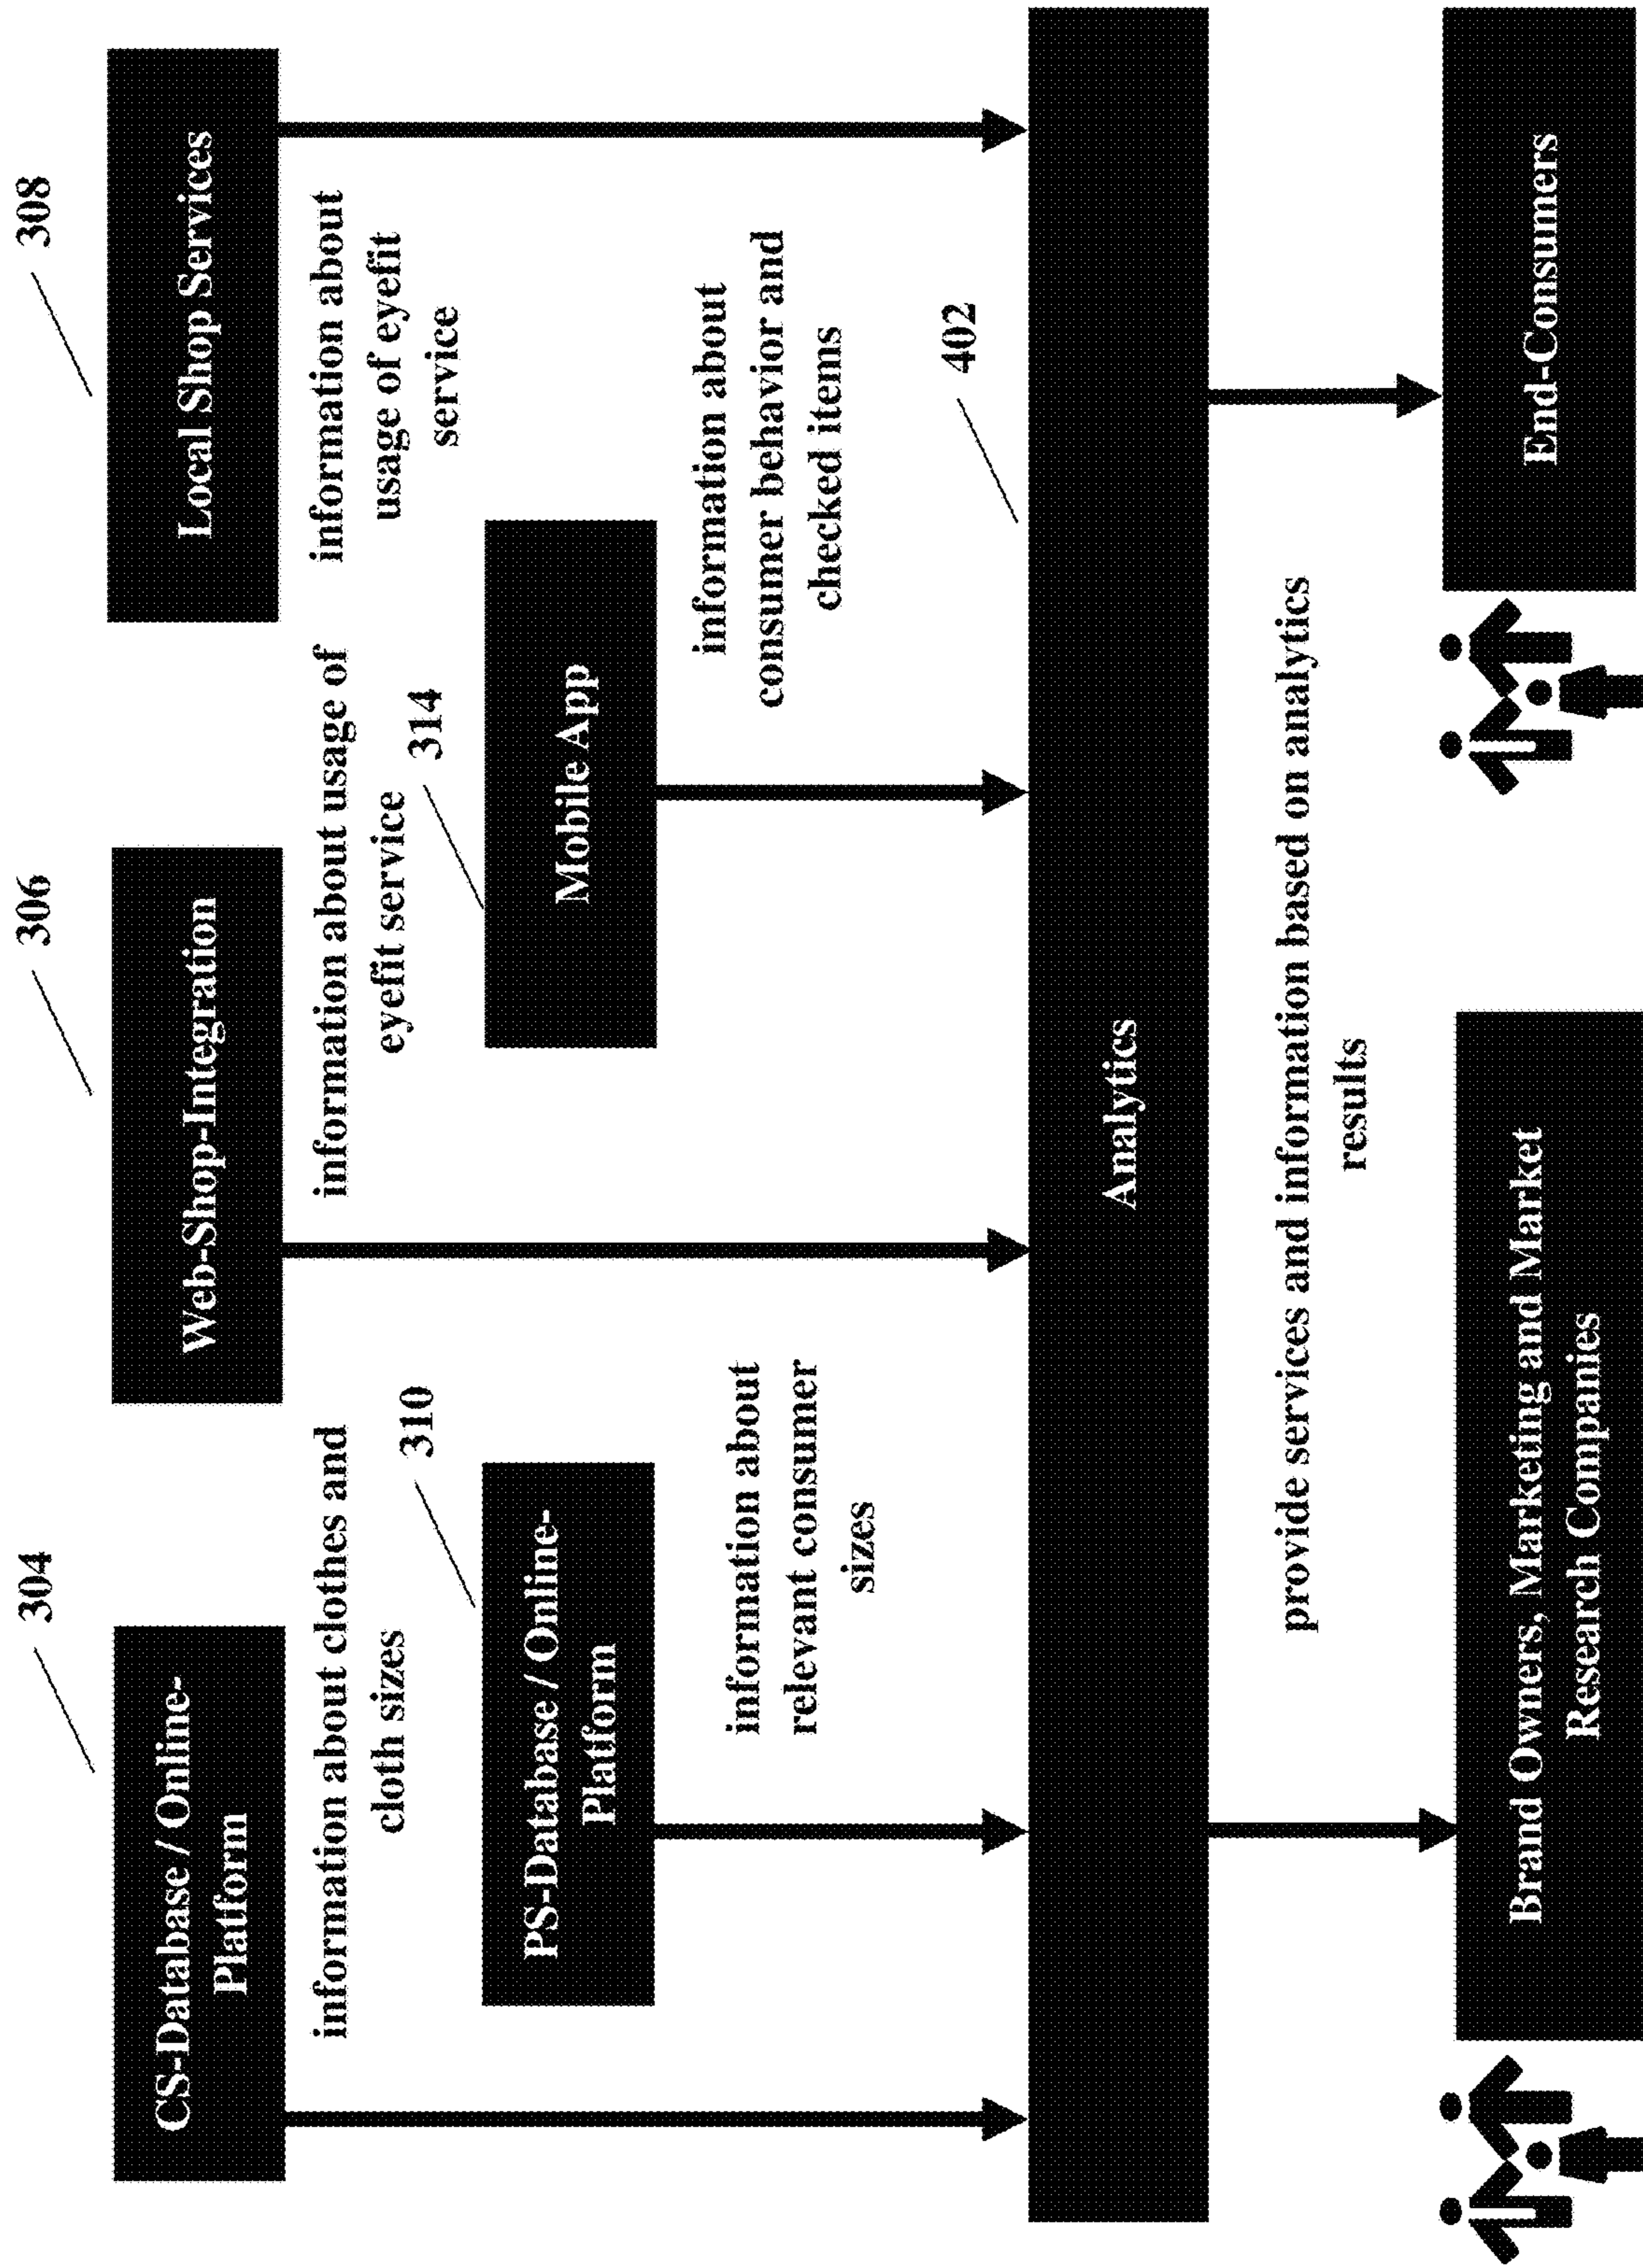 304
CS-Database / Online-
Platform
information about clothes and
cloth sizes
306
Web-Shop-Integration
information about usage of
eyefit service
308
Local Shop Services
information about
usage of eyefit
service
310
PS-Database / Online-
Platform
information about
relevant consumer
sizes
314
Mobile App
information about
consumer behavior and
checked items
402
Analytics
provide services and information based on analytics
results
Brand Owners, Marketing and Market
Research Companies
End-Consumers